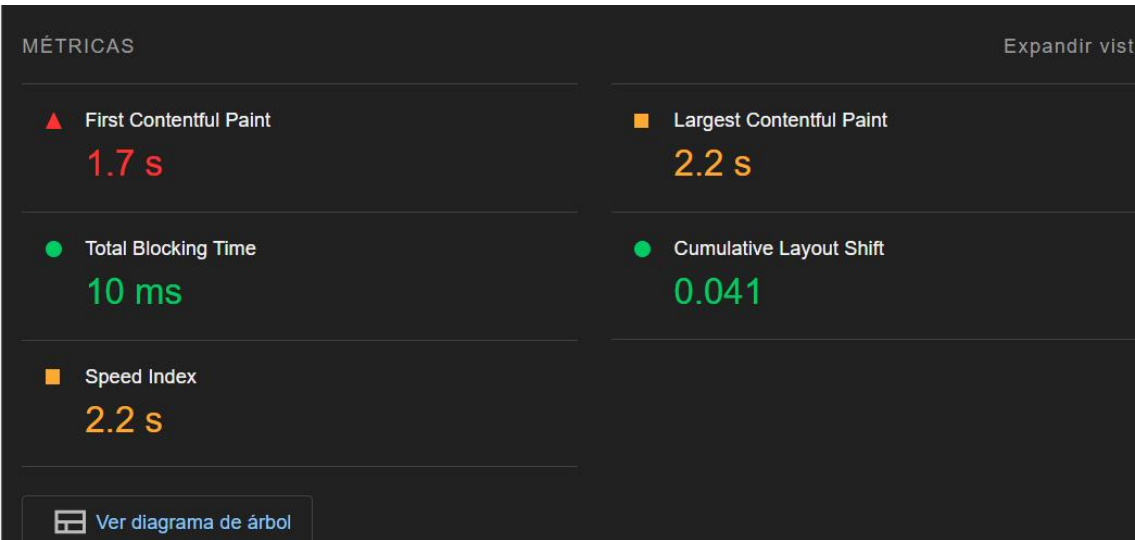 MÉTRICAS
Expandir vist
First Contentful Paint
1.7 s
Largest Contentful Paint
2.2 s
Total Blocking Time
10 ms
Cumulative Layout Shift
0.041
Speed Index
2.2 s
Ver diagrama de árbol